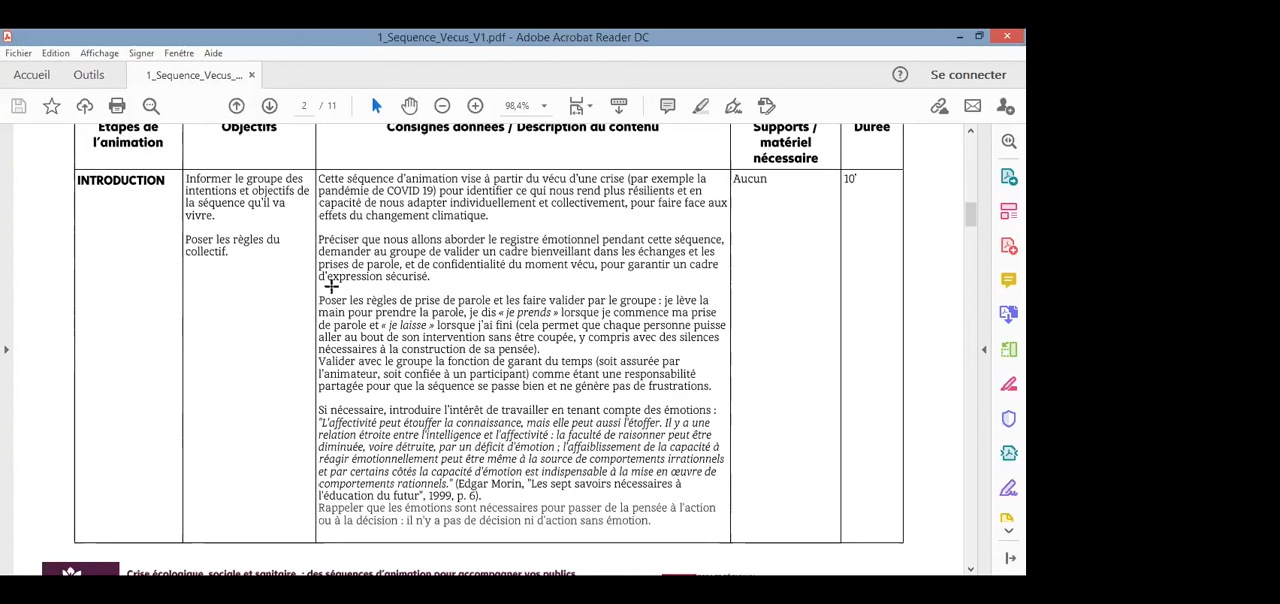 1_Sequence_Vecus_V1.pdf - Adobe Acrobat Reader DC
Fichier Edition Affichage Signer Fenêtre Aide
Accueil Outils 1_Sequence_Vecus_... × Se connecter
2 / 11 98,4%
Etapes de l'animation
Objectifs
Consignes données / Description du contenu
Supports / matériel nécessaire
Durée
INTRODUCTION
Informer le groupe des
intentions et objectifs de
la séquence qu'il va
vivre.
Poser les règles du
collectif.
Cette séquence d'animation vise à partir du vécu d'une crise (par exemple la
pandémie de COVID 19) pour identifier ce qui nous rend plus résilients et en
capacité de nous adapter individuellement et collectivement, pour faire face aux
effets du changement climatique.
Préciser que nous allons aborder le registre émotionnel pendant cette séquence,
demander au groupe de valider un cadre bienveillant dans les échanges et les
prises de parole, et de confidentialité du moment vécu, pour garantir un cadre
d'expression sécurisé.
Poser les règles de prise de parole et les faire valider par le groupe : je lève la
main pour prendre la parole, je dis « je prends » lorsque je commence ma prise
de parole et « je laisse » lorsque j'ai fini (cela permet que chaque personne puisse
aller au bout de son intervention sans être coupée, y compris avec des silences
nécessaires à la construction de sa pensée).
Valider avec le groupe la fonction de garant du temps (soit assurée par
l'animateur, soit confiée à un participant) comme étant une responsabilité
partagée pour que la séquence se passe bien et ne génère pas de frustrations.
Si nécessaire, introduire l'intérêt de travailler en tenant compte des émotions :
"L'affectivité peut étouffer la connaissance, mais elle peut aussi l'étoffer. Il y a une
relation étroite entre l'intelligence et l'affectivité : la faculté de raisonner peut être
diminuée, voire détruite, par un déficit d'émotion ; l'affaiblissement de la capacité à
réagir émotionnellement peut être même à la source de comportements irrationnels
et par certains côtés la capacité d'émotion est indispensable à la mise en œuvre de
comportements rationnels." (Edgar Morin, "Les sept savoirs nécessaires à
l'éducation du futur", 1999, p. 6).
Rappeler que les émotions sont nécessaires pour passer de la pensée à l'action
ou à la décision : il n'y a pas de décision ni d'action sans émotion.
Aucun
10'
Crise écologique, sociale et sanitaire : des séquences d'animation pour accompagner vos publics